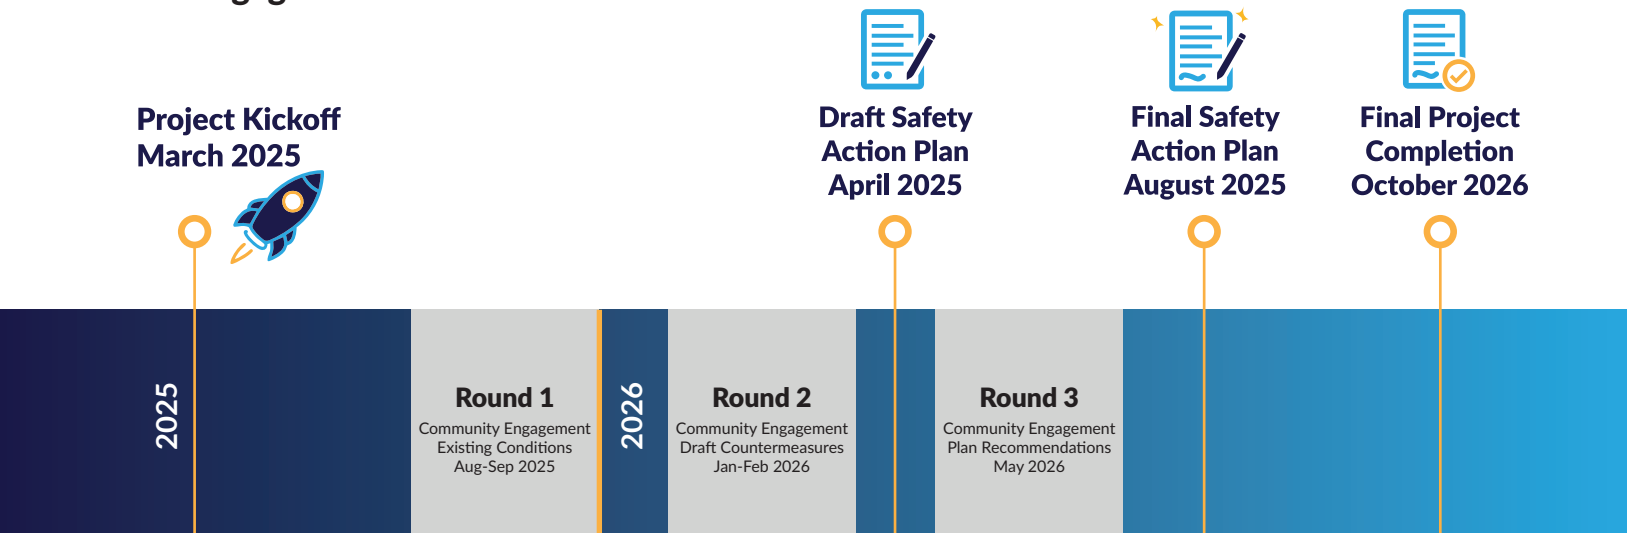 Project Kickoff
March 2025
Draft Safety
Action Plan
April 2025
Final Safety
Action Plan
August 2025
Final Project
Completion
October 2026
2025
Round 1
Community Engagement
Existing Conditions
Aug-Sep 2025
2026
Round 2
Community Engagement
Draft Countermeasures
Jan-Feb 2026
Round 3
Community Engagement
Plan Recommendations
May 2026